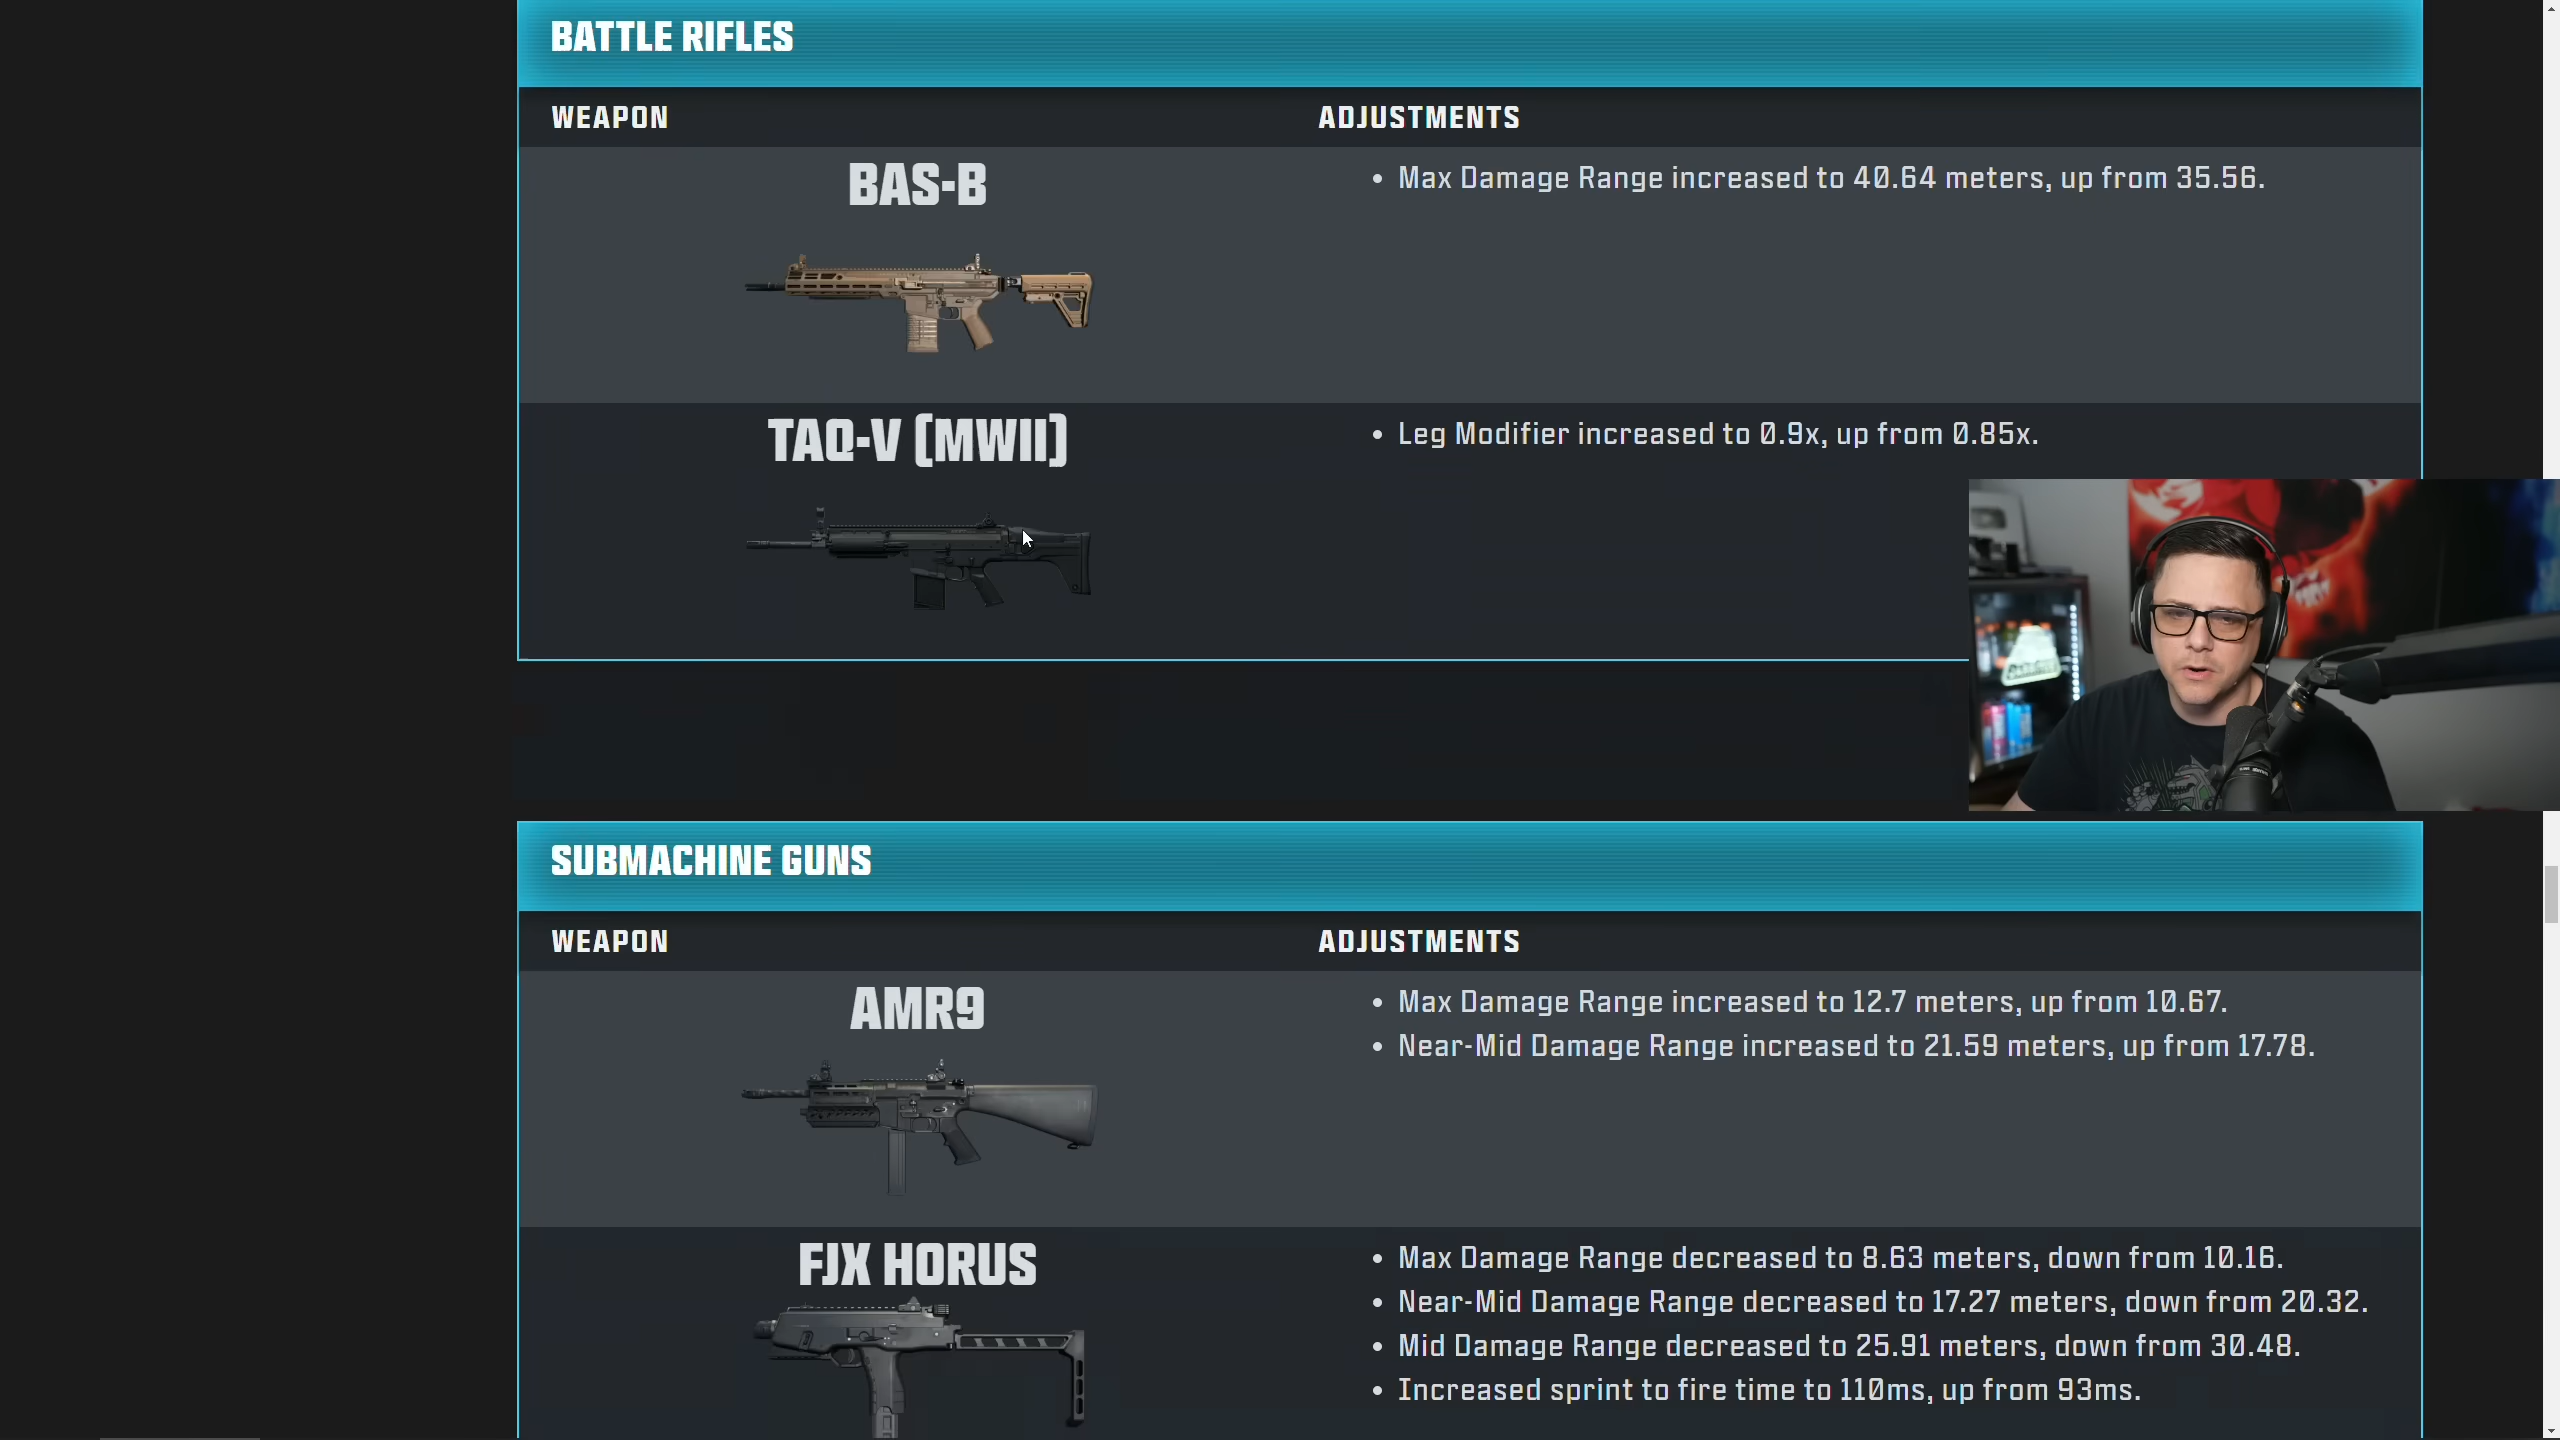 BATTLE RIFLES
WEAPON
ADJUSTMENTS
BAS-B
• Max Damage Range increased to 40.64 meters, up from 35.56.
TAQ-V (MWII)
• Leg Modifier increased to 0.9x, up from 0.85x.
SUBMACHINE GUNS
WEAPON
ADJUSTMENTS
AMR9
• Max Damage Range increased to 12.7 meters, up from 10.67.
• Near-Mid Damage Range increased to 21.59 meters, up from 17.78.
FJX HORUS
• Max Damage Range decreased to 8.63 meters, down from 10.16.
• Near-Mid Damage Range decreased to 17.27 meters, down from 20.32.
• Mid Damage Range decreased to 25.91 meters, down from 30.48.
• Increased sprint to fire time to 110ms, up from 93ms.